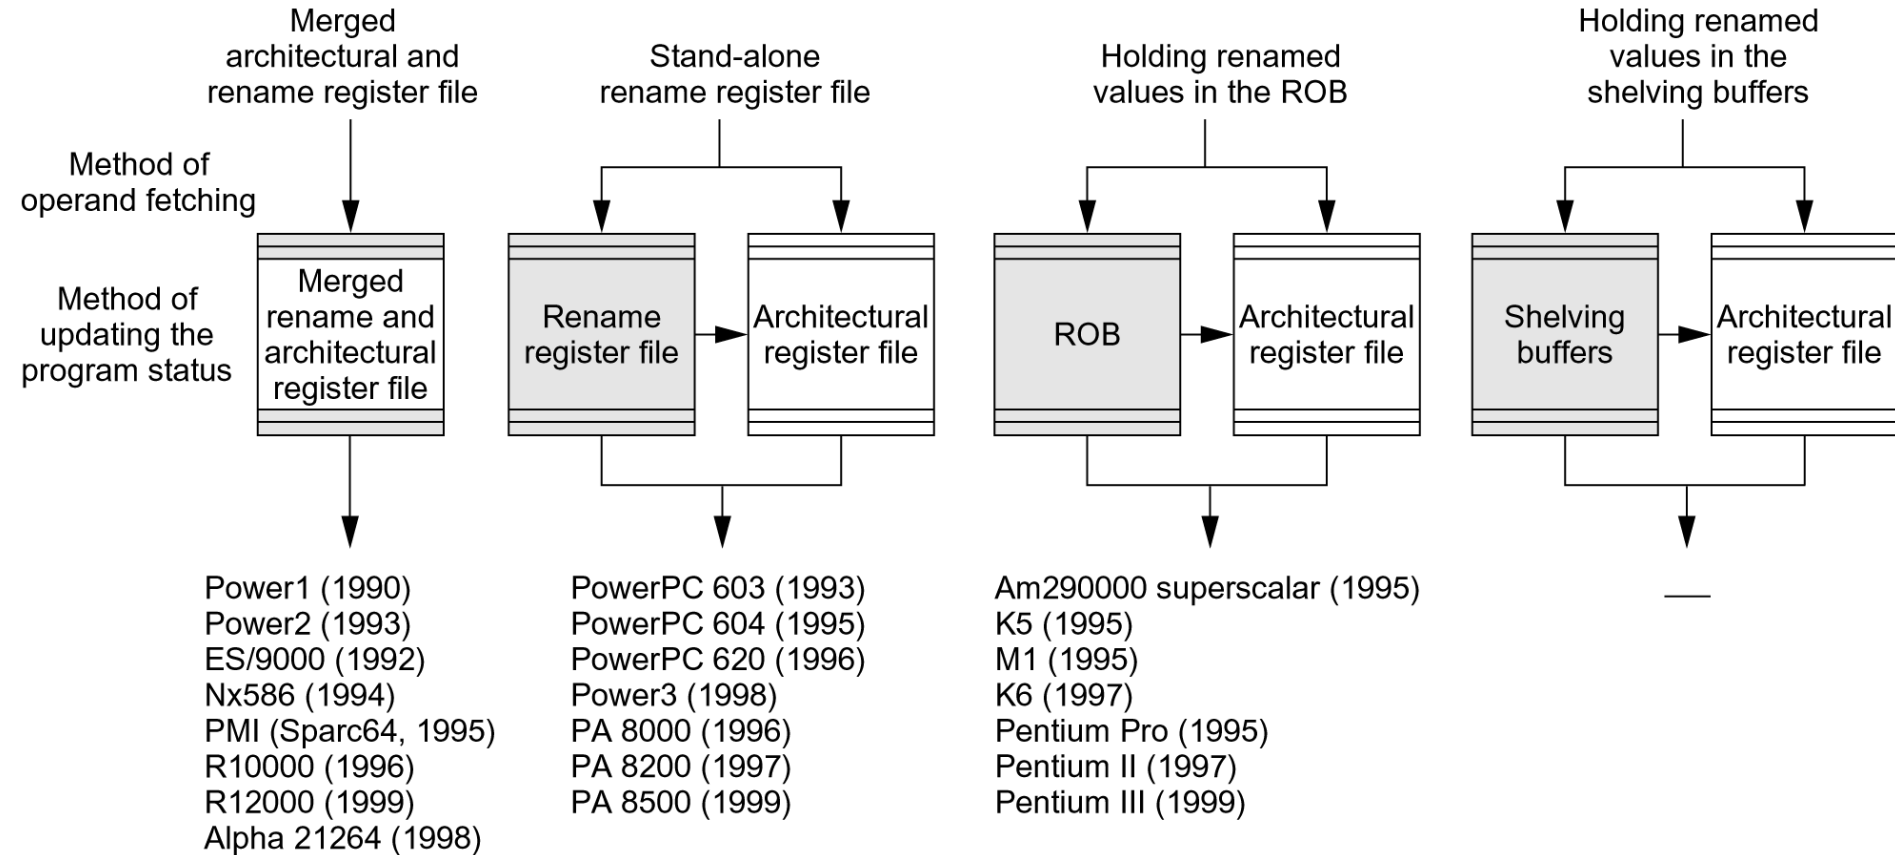 Merged
architectural and
rename register file
Stand-alone
rename register file
Holding renamed
values in the ROB
Holding renamed
values in the
shelving buffers
Method of
operand fetching
Method of
updating the
program status
Merged
rename and
architectural
register file
Rename
register file
Architectural
register file
ROB
Architectural
register file
Shelving
buffers
Architectural
register file
Power1 (1990)
Power2 (1993)
ES/9000 (1992)
Nx586 (1994)
PMI (Sparc64, 1995)
R10000 (1996)
R12000 (1999)
Alpha 21264 (1998)
PowerPC 603 (1993)
PowerPC 604 (1995)
PowerPC 620 (1996)
Power3 (1998)
PA 8000 (1996)
PA 8200 (1997)
PA 8500 (1999)
Am290000 superscalar (1995)
K5 (1995)
M1 (1995)
K6 (1997)
Pentium Pro (1995)
Pentium II (1997)
Pentium III (1999)
—